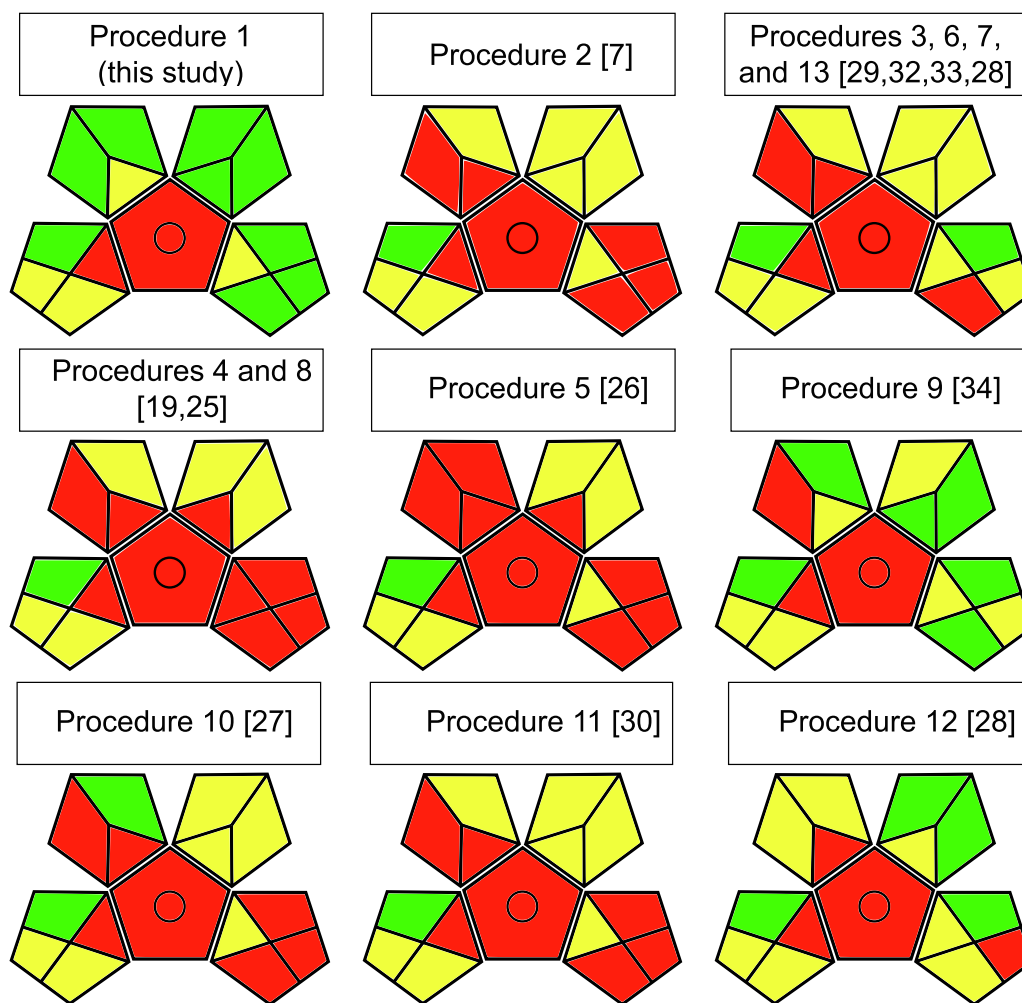 Procedure 1
(this study)
Procedure 2 [7]
Procedures 3, 6, 7,
and 13 [29,32,33,28]
Procedures 4 and 8
[19,25]
Procedure 5 [26]
Procedure 9 [34]
Procedure 10 [27]
Procedure 11 [30]
Procedure 12 [28]